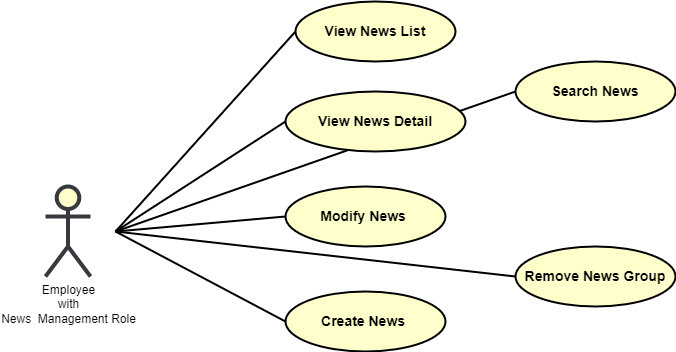 View News List
Search News
View News Detail
Modify News
Remove News Group
Create News
Employee
with
News  Management Role